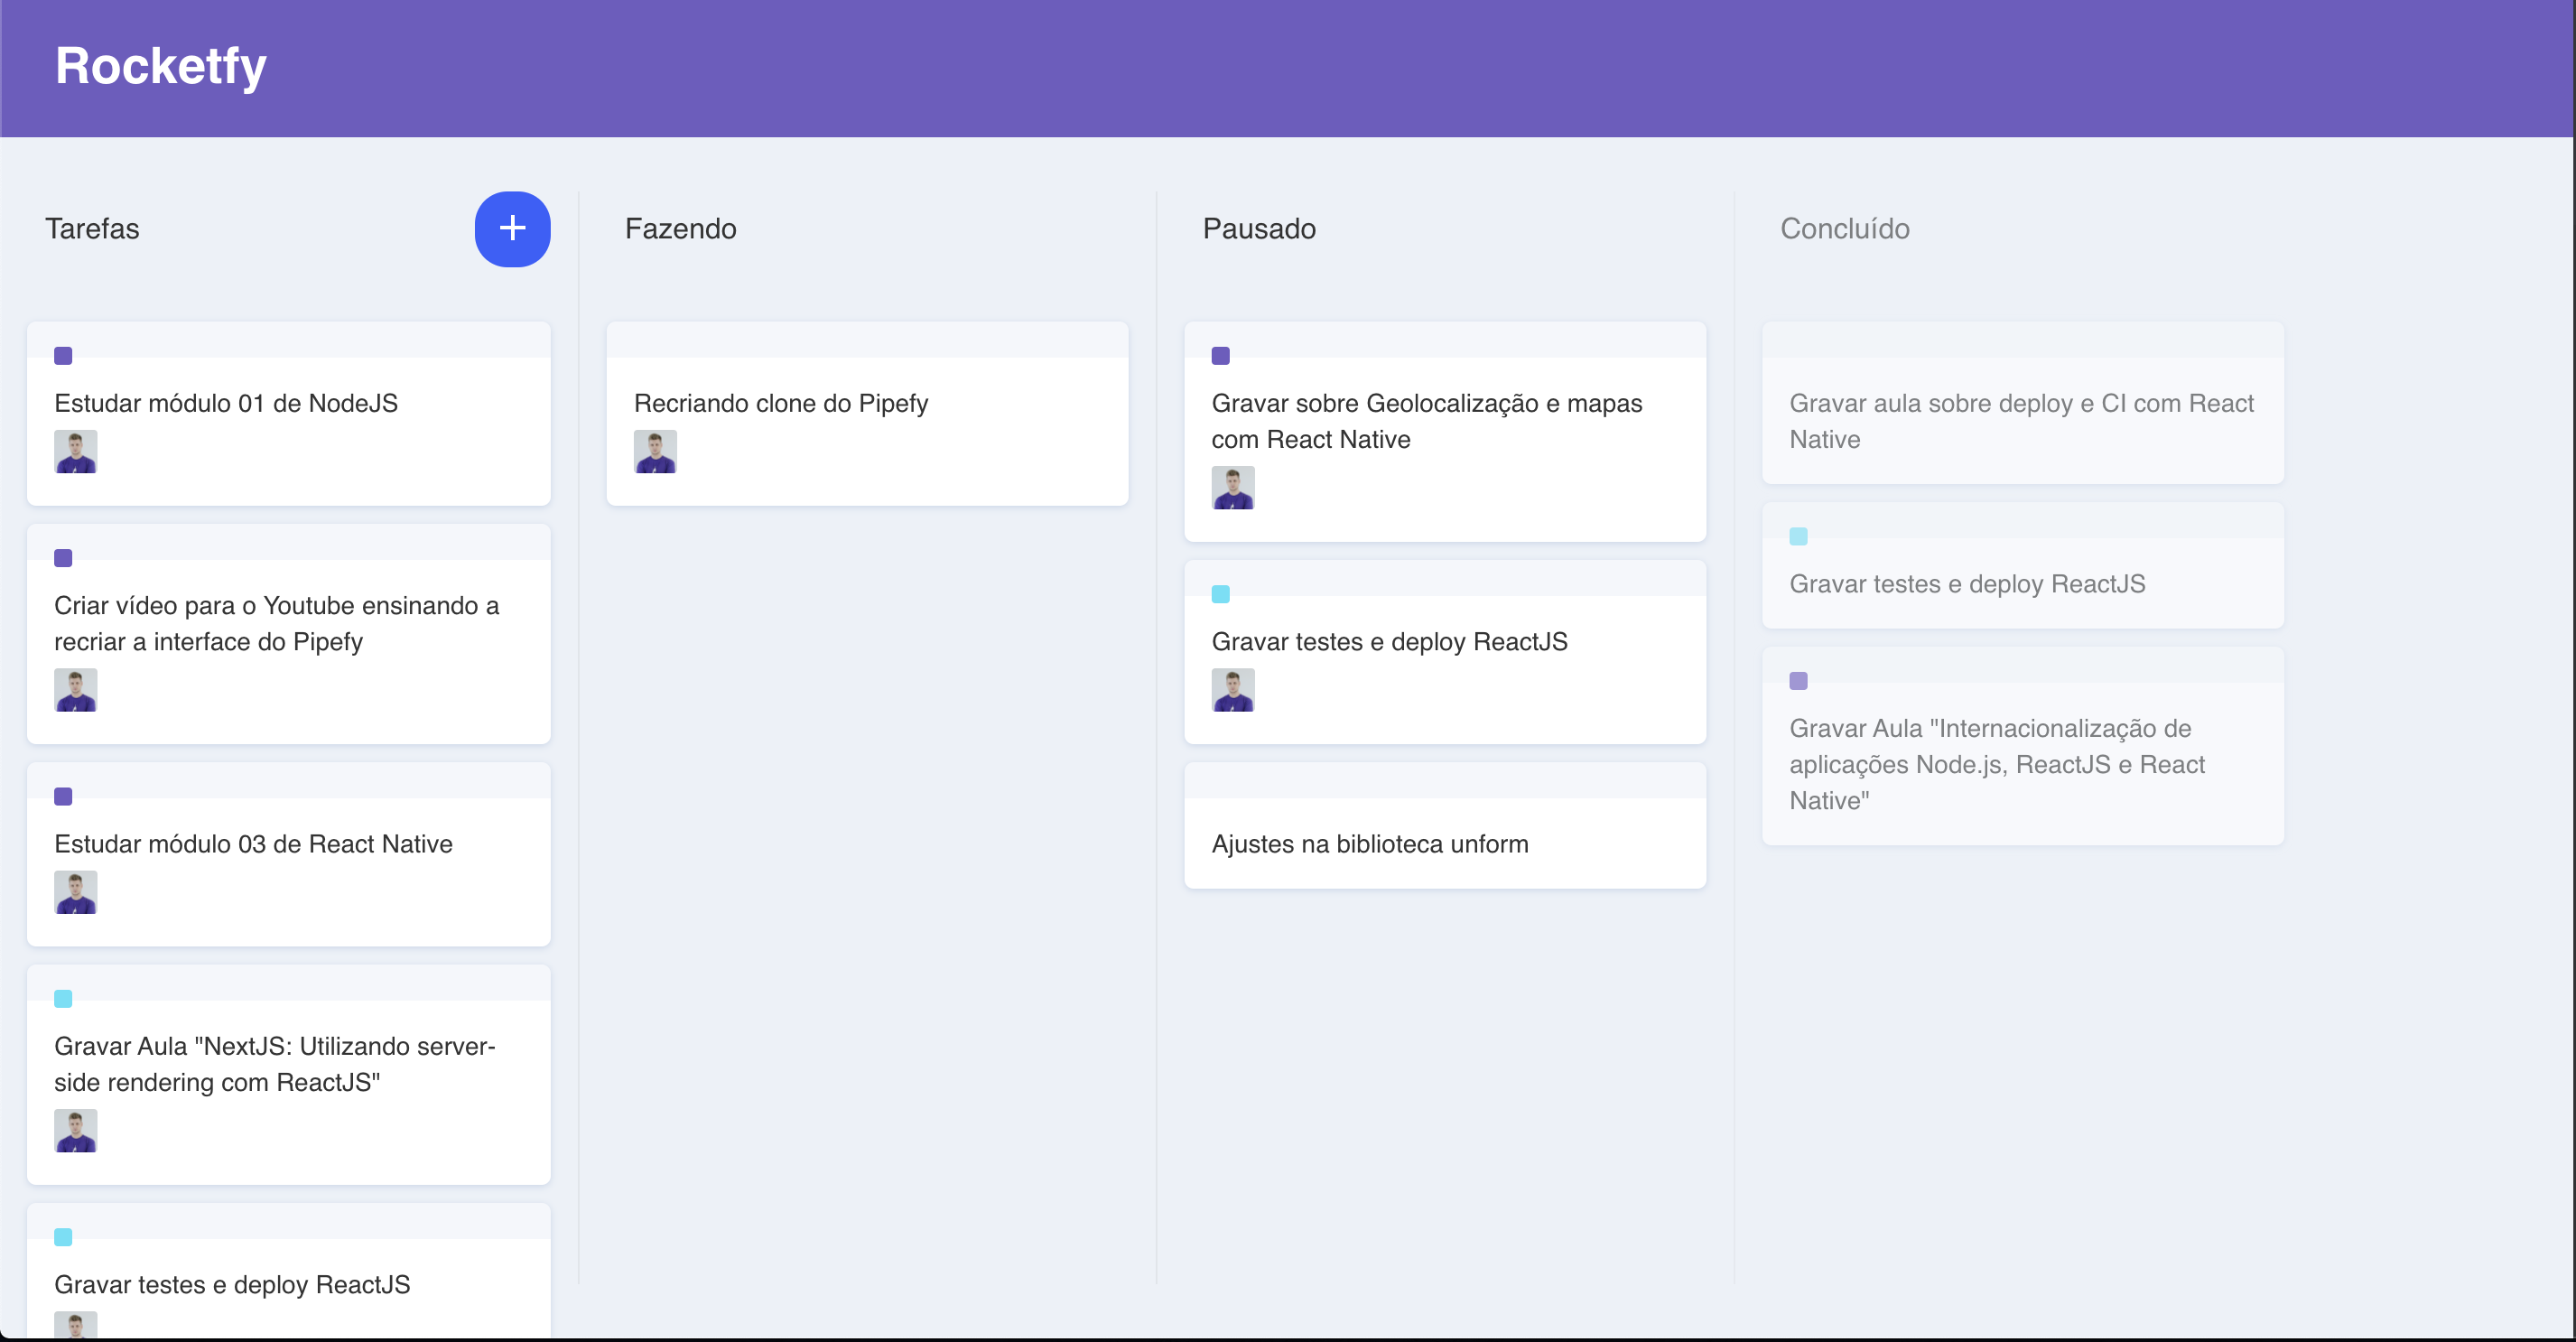 Rocketfy
Tarefas
+
Estudar módulo 01 de NodeJS
Criar vídeo para o Youtube ensinando a
recriar a interface do Pipefy
Estudar módulo 03 de React Native
Gravar Aula "NextJS: Utilizando server-
side rendering com ReactJS"
Gravar testes e deploy ReactJS
Fazendo
Recriando clone do Pipefy
Pausado
Gravar sobre Geolocalização e mapas
com React Native
Gravar testes e deploy ReactJS
Ajustes na biblioteca unform
Concluído
Gravar aula sobre deploy e CI com React
Native
Gravar testes e deploy ReactJS
Gravar Aula "Internacionalização de
aplicações Node.js, ReactJS e React
Native"